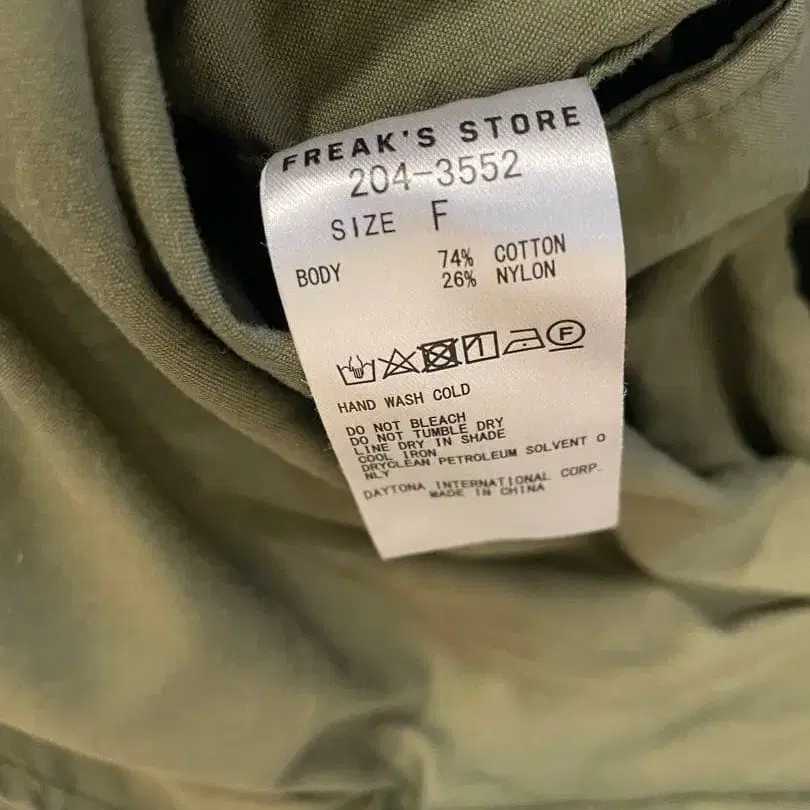 FREAK'S STORE
204-3552
SIZE F
BODY 74% COTTON
26% NYLON
F
HAND WASH COLD
DO NOT BLEACH
DO NOT TUMBLE DRY
LINE DRY IN SHADE
COOL IRON
DRYCLEAN PETROLEUM SOLVENT O
NLY
DAYTONA INTERNATIONAL CORP.
MADE IN CHINA